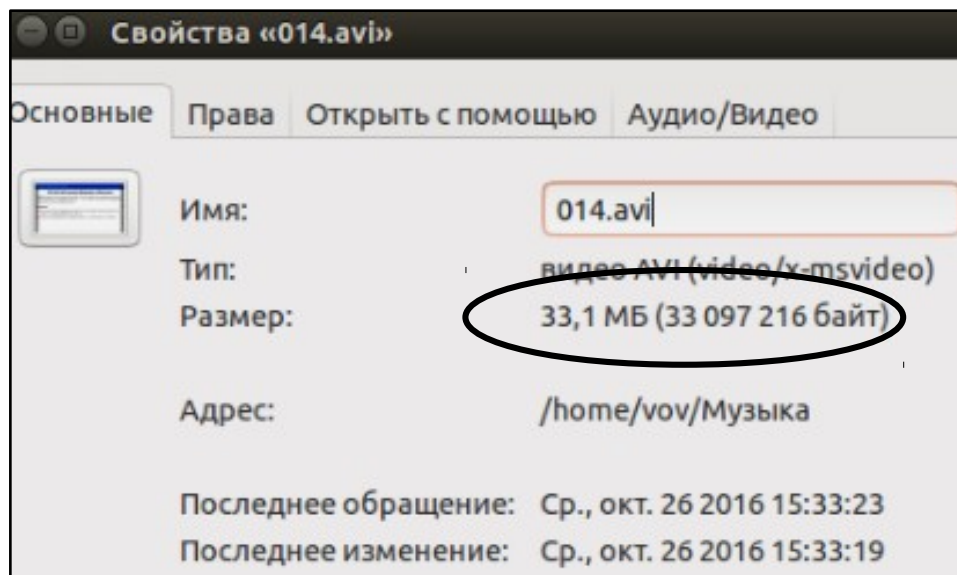 Свойства «014.avi»
Основные Права Открыть с помощью Аудио/Видео
Имя: 014.avi
Тип: видео AVI (video/x-msvideo)
Размер: 33,1 МБ (33 097 216 байт)
Адрес: /home/vov/Музыка
Последнее обращение: Ср., окт. 26 2016 15:33:23
Последнее изменение: Ср., окт. 26 2016 15:33:19